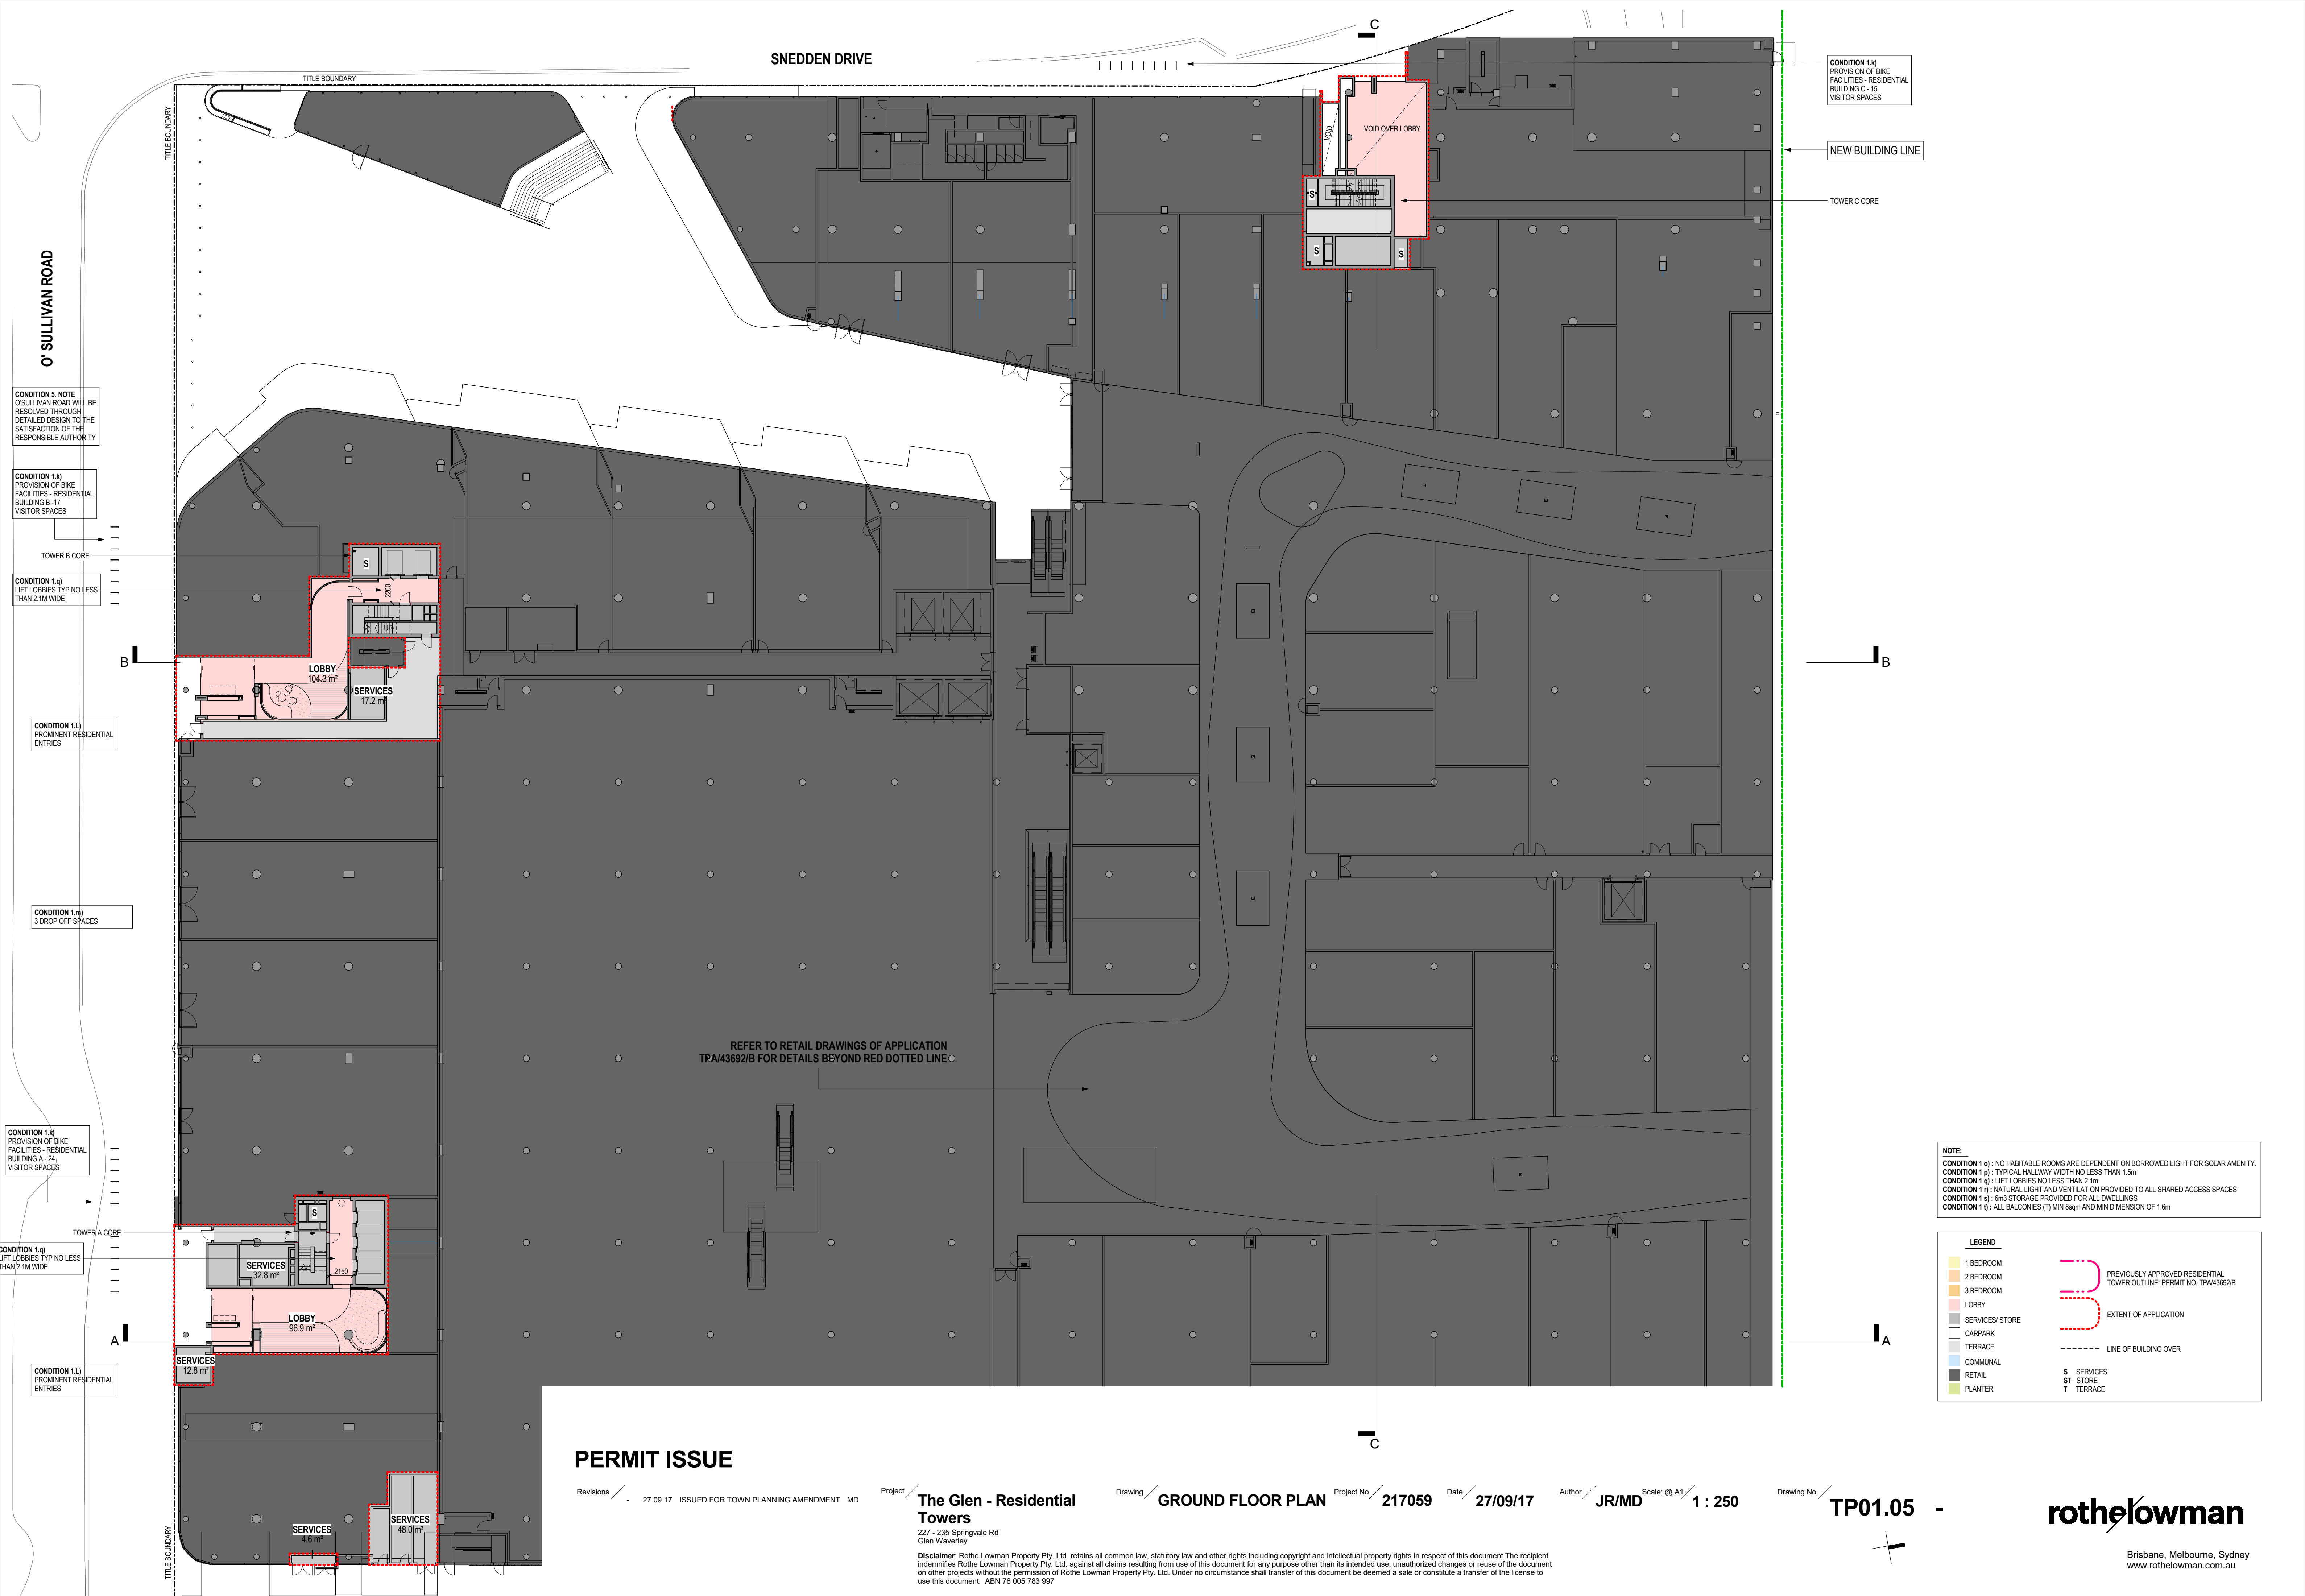 SNEDDEN DRIVE
TITLE BOUNDARY
TITLE BOUNDARY
O' SULLIVAN ROAD
C
CONDITION 1.k)
PROVISION OF BIKE
FACILITIES - RESIDENTIAL
BUILDING C - 15
VISITOR SPACES
NEW BUILDING LINE
TOWER C CORE
VOID
VOID OVER LOBBY
S
S
S
CONDITION 5. NOTE
O'SULLIVAN ROAD WILL BE
RESOLVED THROUGH
DETAILED DESIGN TO THE
SATISFACTION OF THE
RESPONSIBLE AUTHORITY
CONDITION 1.k)
PROVISION OF BIKE
FACILITIES - RESIDENTIAL
BUILDING B -17
VISITOR SPACES
TOWER B CORE
CONDITION 1.q)
LIFT LOBBIES TYP NO LESS
THAN 2.1M WIDE
S
2200
UP
B
B
LOBBY
104.3 m²
SERVICES
17.2 m²
CONDITION 1.L)
PROMINENT RESIDENTIAL
ENTRIES
CONDITION 1.m)
3 DROP OFF SPACES
REFER TO RETAIL DRAWINGS OF APPLICATION
TPA/43692/B FOR DETAILS BEYOND RED DOTTED LINE
CONDITION 1.k)
PROVISION OF BIKE
FACILITIES - RESIDENTIAL
BUILDING A - 24
VISITOR SPACES
TOWER A CORE
CONDITION 1.q)
LIFT LOBBIES TYP NO LESS
THAN 2.1M WIDE
S
SERVICES
32.8 m²
2150
LOBBY
96.9 m²
A
A
SERVICES
12.8 m²
CONDITION 1.L)
PROMINENT RESIDENTIAL
ENTRIES
SERVICES
48.0 m²
SERVICES
4.6 m²
TITLE BOUNDARY
C
NOTE:
CONDITION 1 o) : NO HABITABLE ROOMS ARE DEPENDENT ON BORROWED LIGHT FOR SOLAR AMENITY.
CONDITION 1 p) : TYPICAL HALLWAY WIDTH NO LESS THAN 1.5m
CONDITION 1 q) : LIFT LOBBIES NO LESS THAN 2.1m
CONDITION 1 r) : NATURAL LIGHT AND VENTILATION PROVIDED TO ALL SHARED ACCESS SPACES
CONDITION 1 s) : 6m3 STORAGE PROVIDED FOR ALL DWELLINGS
CONDITION 1 t) : ALL BALCONIES (T) MIN 8sqm AND MIN DIMENSION OF 1.6m
LEGEND
1 BEDROOM
2 BEDROOM
3 BEDROOM
LOBBY
SERVICES/ STORE
CARPARK
TERRACE
COMMUNAL
RETAIL
PLANTER
PREVIOUSLY APPROVED RESIDENTIAL
TOWER OUTLINE: PERMIT NO. TPA/43692/B
EXTENT OF APPLICATION
LINE OF BUILDING OVER
S SERVICES
ST STORE
T TERRACE
PERMIT ISSUE
Revisions
- 27.09.17 ISSUED FOR TOWN PLANNING AMENDMENT MD
Project
The Glen - Residential
Towers
227 - 235 Springvale Rd
Glen Waverley
Drawing
GROUND FLOOR PLAN
Project No
217059
Date
27/09/17
Author
JR/MD
Scale: @ A1
1 : 250
Drawing No.
TP01.05 -
Disclaimer: Rothe Lowman Property Pty. Ltd. retains all common law, statutory law and other rights including copyright and intellectual property rights in respect of this document.The recipient
indemnifies Rothe Lowman Property Pty. Ltd. against all claims resulting from use of this document for any purpose other than its intended use, unauthorized changes or reuse of the document
on other projects without the permission of Rothe Lowman Property Pty. Ltd. Under no circumstance shall transfer of this document be deemed a sale or constitute a transfer of the license to
use this document. ABN 76 005 783 997
rothelowman
Brisbane, Melbourne, Sydney
www.rothelowman.com.au